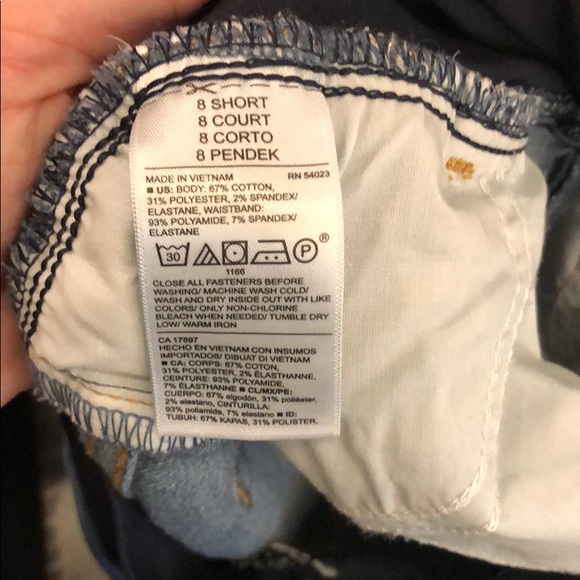 8 SHORT
8 COURT
8 CORTO
8 PENDEK
MADE IN VIETNAM RN 54023
■ US: BODY: 67% COTTON,
31% POLYESTER, 2% SPANDEX/
ELASTANE, WAISTBAND:
93% POLYAMIDE, 7% SPANDEX/
ELASTANE
30 P ®
1166
CLOSE ALL FASTENERS BEFORE
WASHING/ MACHINE WASH COLD/
WASH AND DRY INSIDE OUT WITH LIKE
COLORS/ ONLY NON-CHLORINE
BLEACH WHEN NEEDED/ TUMBLE DRY
LOW/ WARM IRON
CA 17897
HECHO EN VIETNAM CON INSUMOS
IMPORTADOS/ DIBUAT DI VIETNAM
■ CA: CORPS: 67% COTON,
31% POLYESTER, 2% ÉLASTHANNE,
CEINTURE: 93% POLYAMIDE,
7% ÉLASTHANNE ■ CL/MX/PE:
CUERPO: 67% algodón, 31% poliéster,
2% elastano, CINTURILLA:
93% poliamida, 7% elastano ■ ID:
TUBUH: 67% KAPAS, 31% POLISTER,